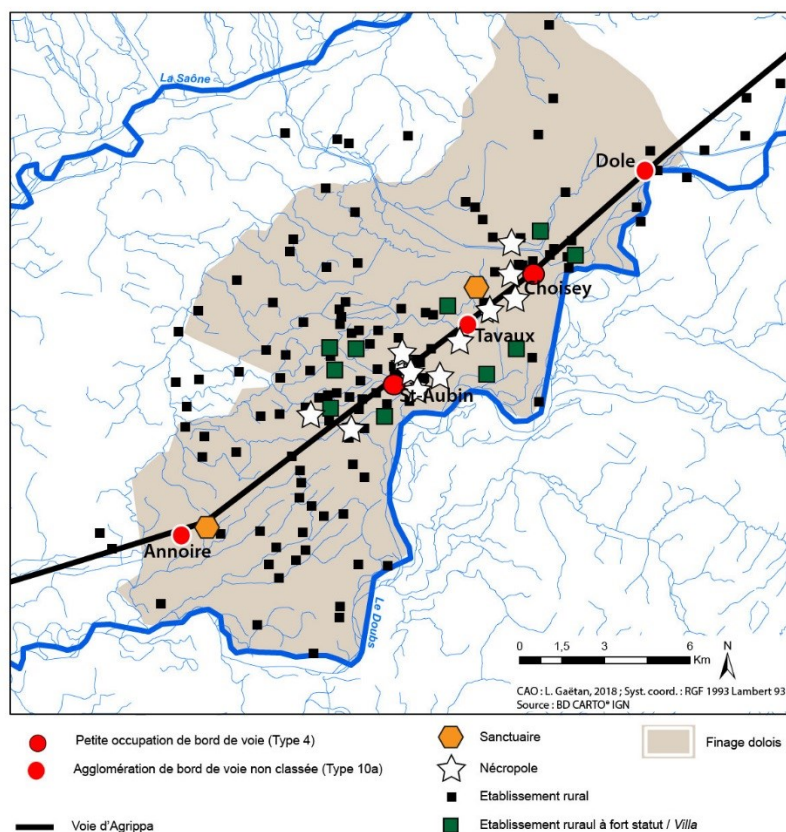 La Saône
Dole
Choisey
Tavaux
St-Aubin
Annoire
Le Doubs
0 1,5 3 6
Km
N
CAO : L. Gaëtan, 2018 ; Syst. coord. : RGF 1993 Lambert 93
Source : BD CARTO® IGN
Petite occupation de bord de voie (Type 4)
Agglomération de bord de voie non classée (Type 10a)
Voie d'Agrippa
Sanctuaire
Nécropole
Etablissement rural
Etablissement ruraul à fort statut / Villa
Finage dolois